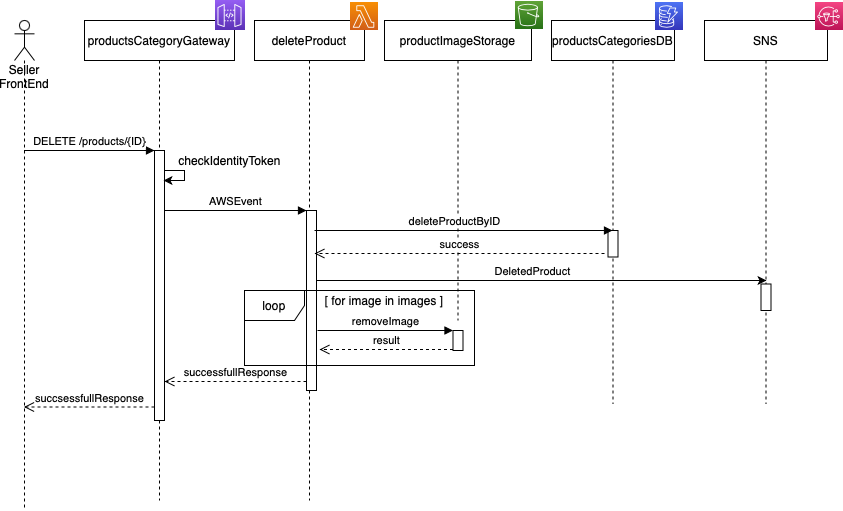 productsCategoryGateway
deleteProduct
productImageStorage
productsCategoriesDB
SNS
Seller
FrontEnd
DELETE /products/{ID}
checkIdentityToken
AWSEvent
deleteProductByID
success
DeletedProduct
loop
[ for image in images ]
removeImage
result
successfullResponse
succsessfullResponse